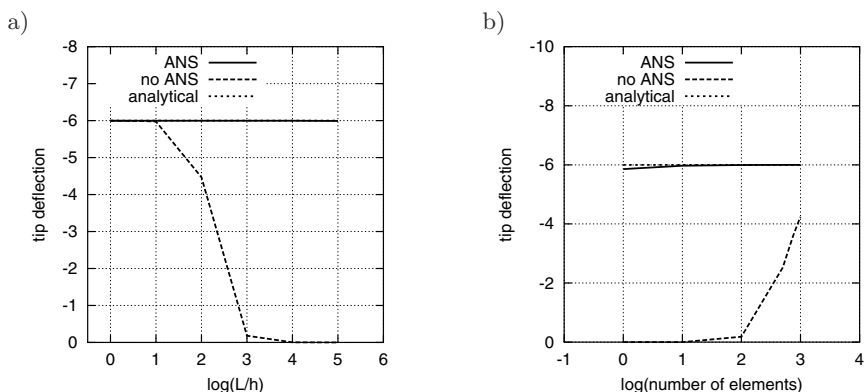 a)
-8
-7
-6
-5
-4
-3
-2
-1
0
tip deflection
ANS
no ANS
analytical
0 1 2 3 4 5 6
log(L/h)
b)
-10
-8
-6
-4
-2
0
tip deflection
ANS
no ANS
analytical
-1 0 1 2 3 4
log(number of elements)